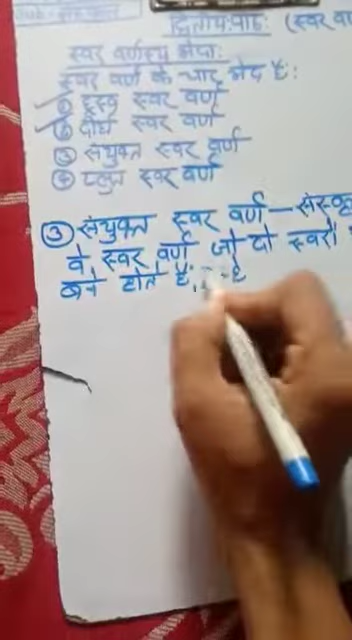 द्वितीयःपाठः (स्वर
स्वर वर्णस्य भेदाः
स्वर वर्ण के चार भेद हैं:
① ह्रस्व स्वर वर्ण
② दीर्घ स्वर वर्ण
③ संयुक्त स्वर वर्ण
④ प्लुत स्वर वर्ण
③ संयुक्त स्वर वर्ण —
वे स्वर वर्ण जो दो स्वरों
बने होते हैं,